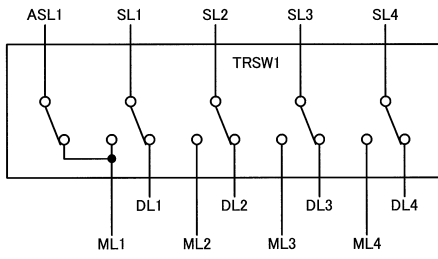 ASL1 SL1 SL2 SL3 SL4
TRSW1
DL1 DL2 DL3 DL4
ML1 ML2 ML3 ML4